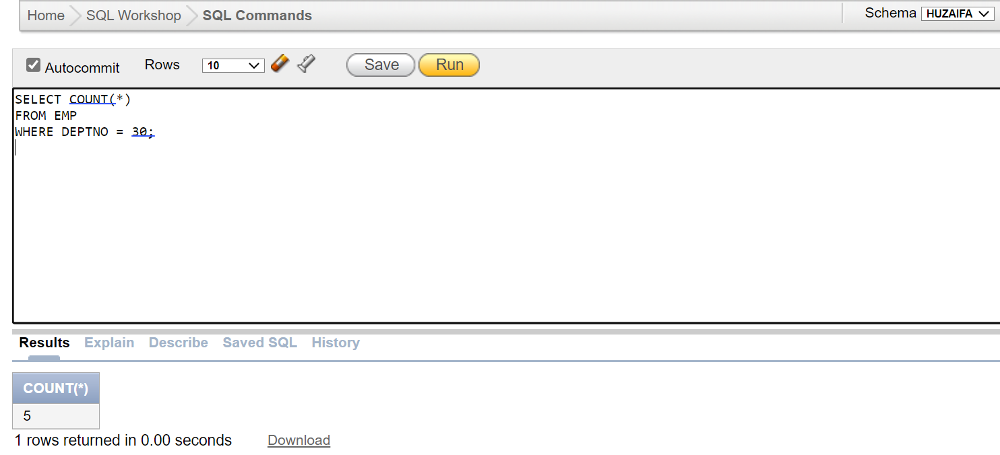 Home SQL Workshop SQL Commands Schema HUZAIFA
Autocommit Rows 10 Save Run
SELECT COUNT(*)
FROM EMP
WHERE DEPTNO = 30;
Results Explain Describe Saved SQL History
COUNT(*)
5
1 rows returned in 0.00 seconds Download